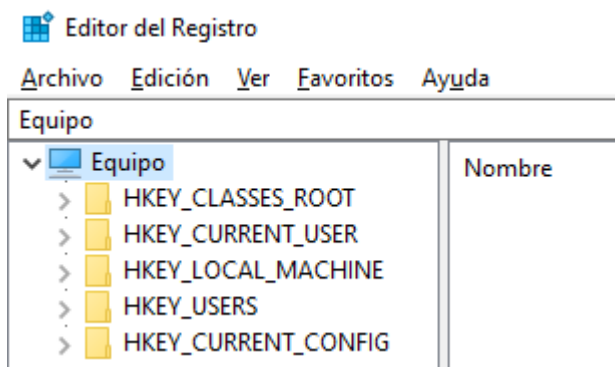 Editor del Registro
Archivo Edición Ver Favoritos Ayuda
Equipo
Equipo
Nombre
HKEY_CLASSES_ROOT
HKEY_CURRENT_USER
HKEY_LOCAL_MACHINE
HKEY_USERS
HKEY_CURRENT_CONFIG